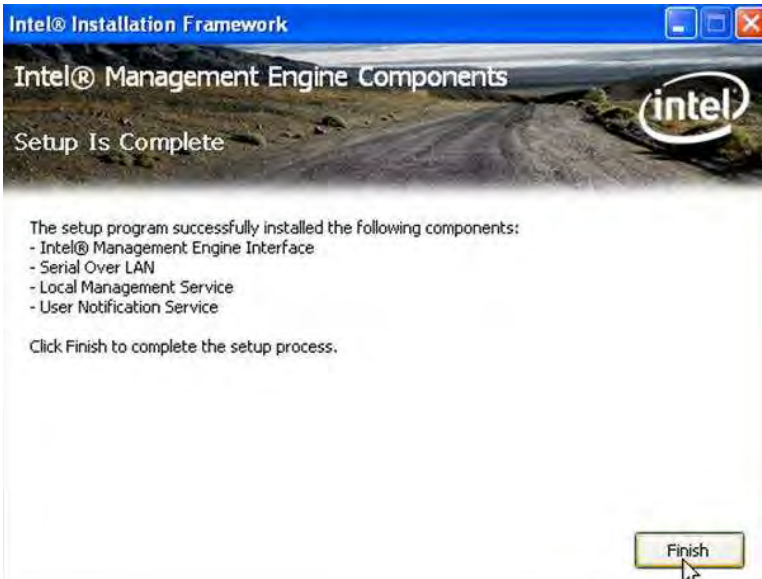 Intel® Installation Framework
Intel® Management Engine Components
intel
Setup Is Complete
The setup program successfully installed the following components:
- Intel® Management Engine Interface
- Serial Over LAN
- Local Management Service
- User Notification Service
Click Finish to complete the setup process.
Finish